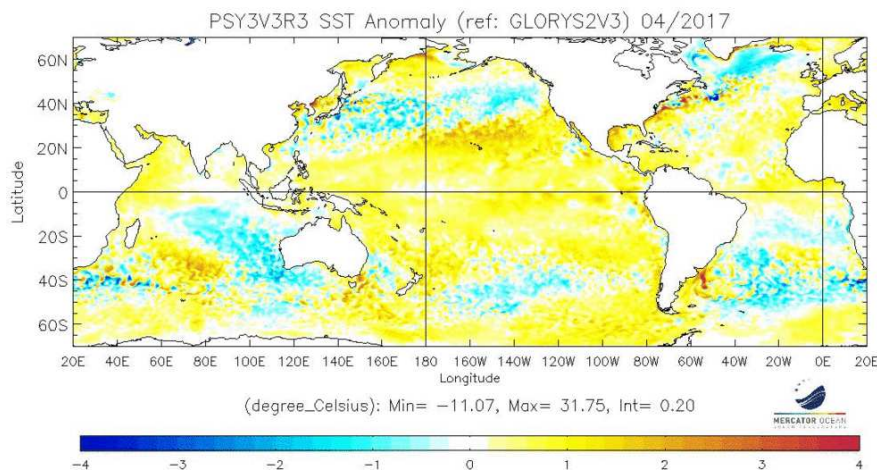 PSY3V3R3 SST Anomaly (ref: GLORYS2V3) 04/2017
60N
40N
20N
0
20S
40S
60S
Latitude
20E 40E 60E 80E 100E 120E 140E 160E 180 160W 140W 120W 100W 80W 60W 40W 20W 0E 20E
Longitude
(degree_Celsius): Min= −11.07, Max= 31.75, Int= 0.20
MERCATOR OCEAN
−4 −3 −2 −1 0 1 2 3 4